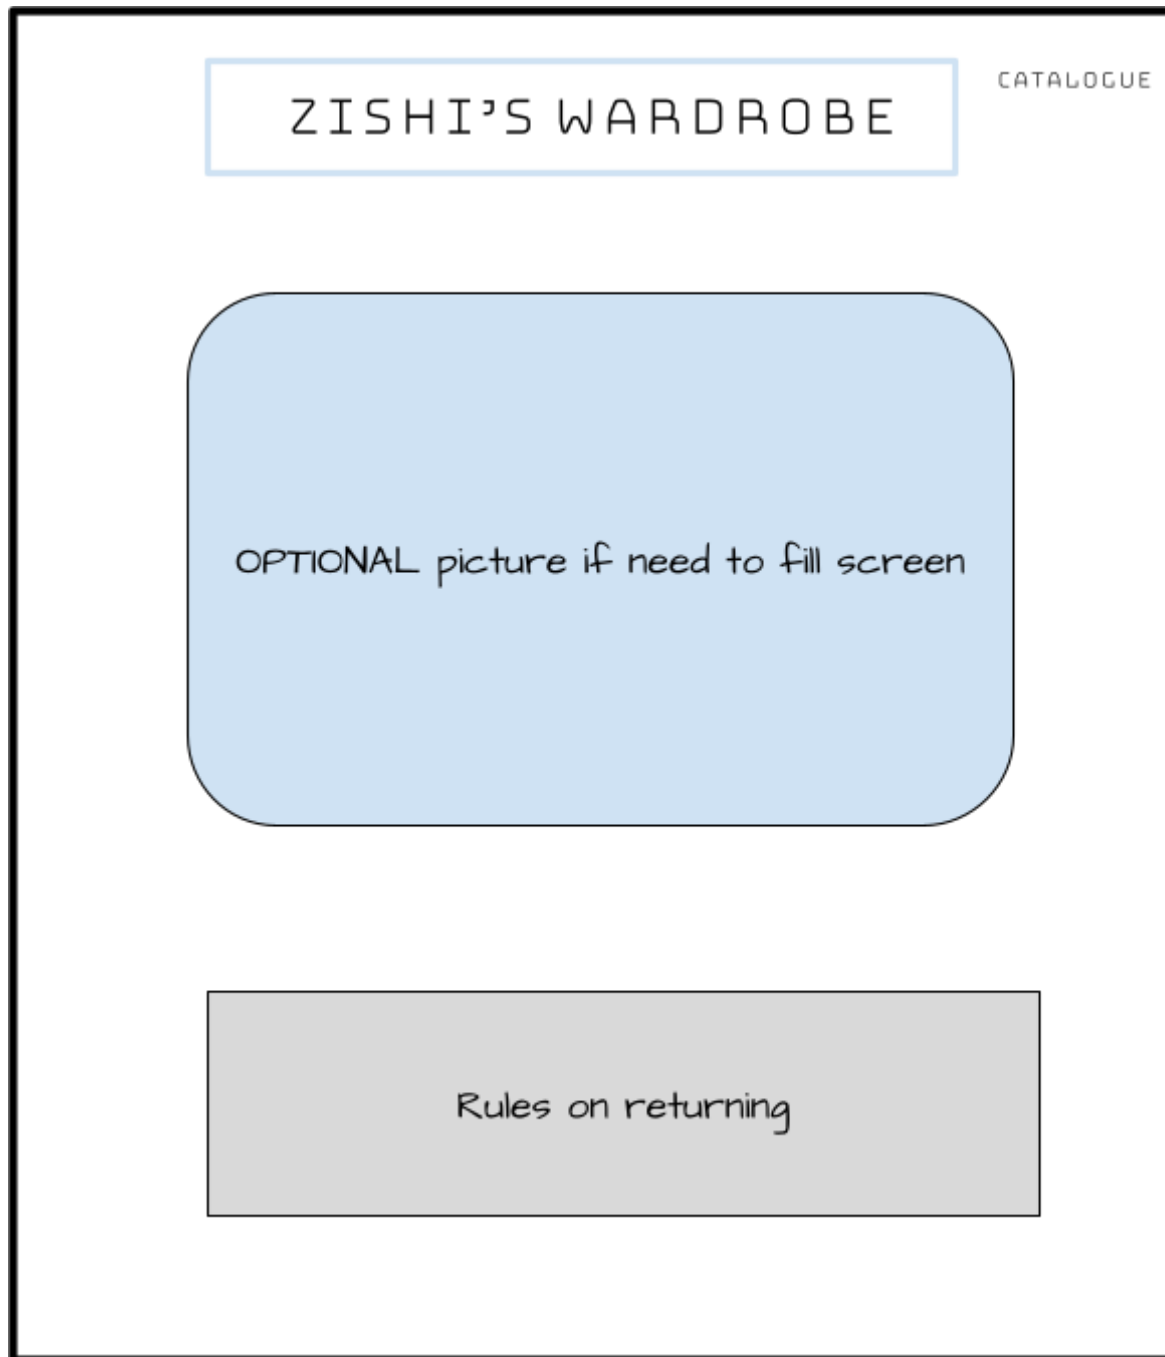 ZISHI'S WARDROBE
CATALOGUE
OPTIONAL picture if need to fill screen
Rules on returning